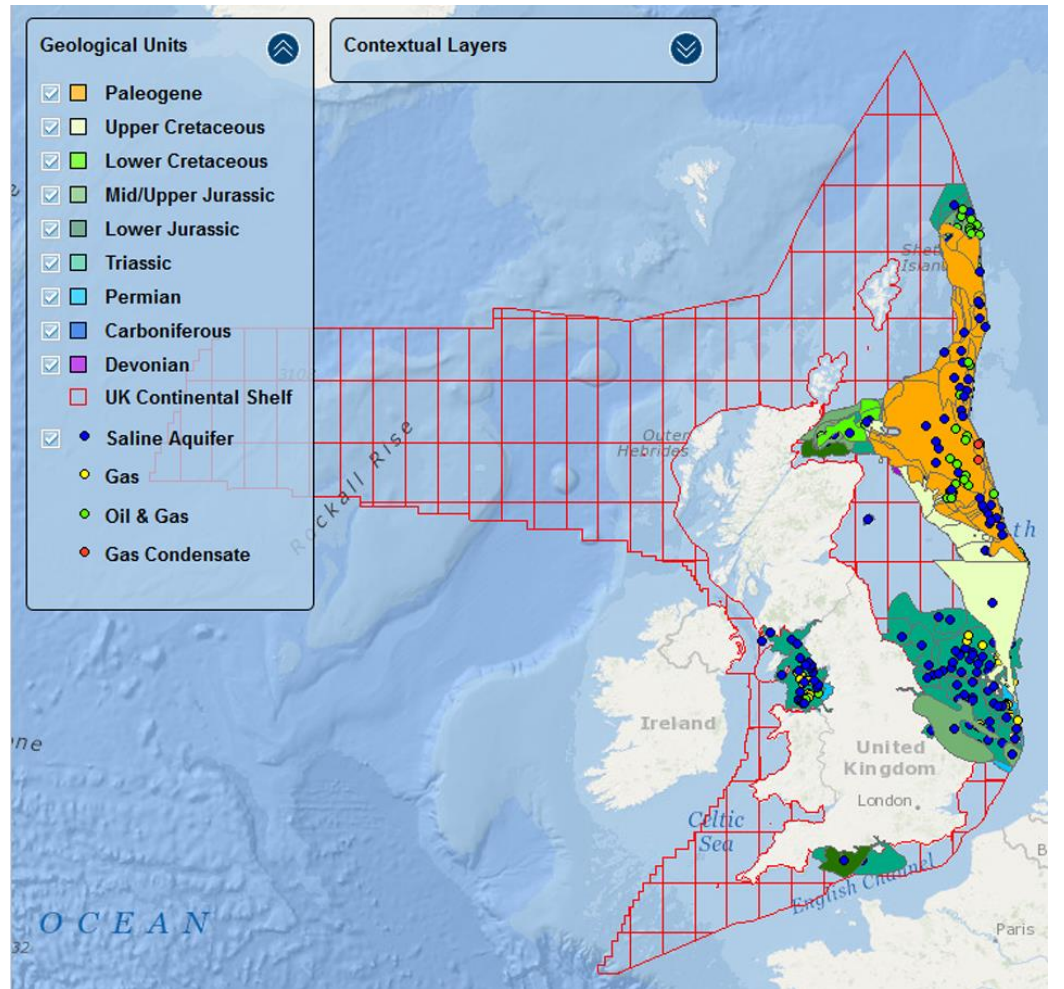 Geological Units
Paleogene
Upper Cretaceous
Lower Cretaceous
Mid/Upper Jurassic
Lower Jurassic
Triassic
Permian
Carboniferous
Devonian
UK Continental Shelf
Saline Aquifer
Gas
Oil & Gas
Gas Condensate
Contextual Layers
Outer
Hebrides
Rockall Rise
Ireland
United
Kingdom
London
Celtic
Sea
English Channel
Paris
OCEAN